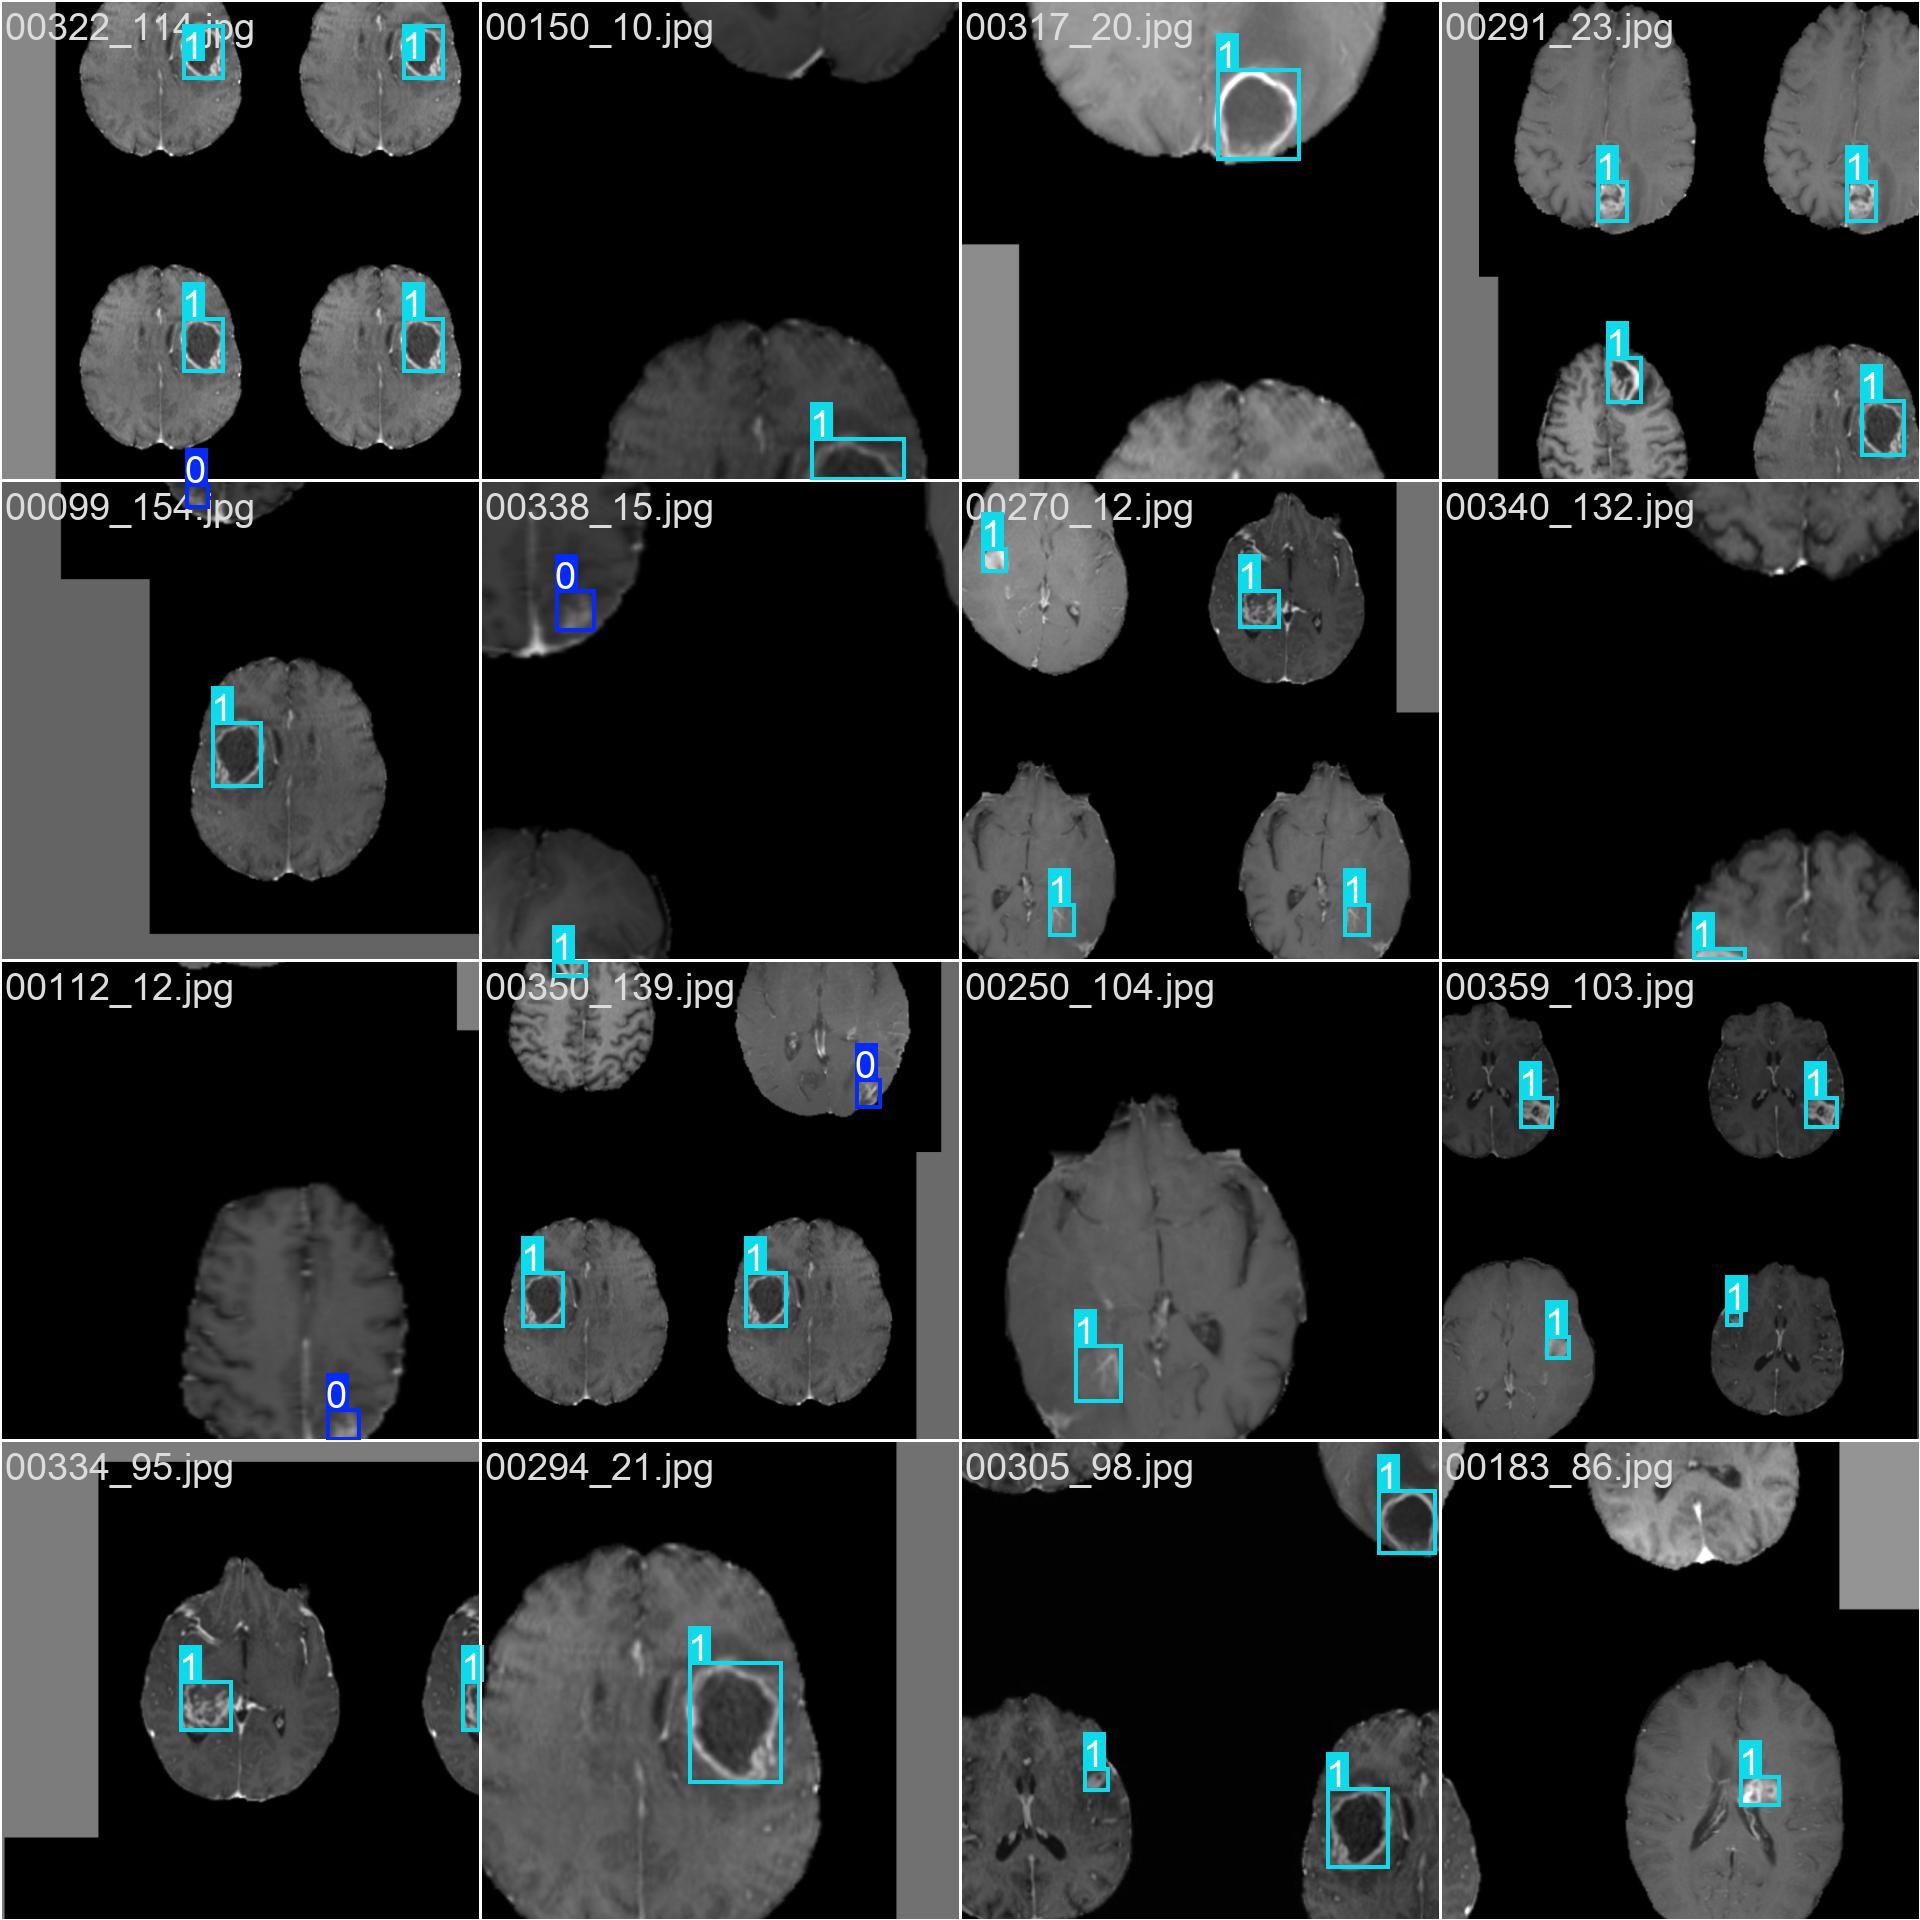 00322_114.jpg 00150_10.jpg 00317_20.jpg 00291_23.jpg
1 1 1 1 1
1 1 1 1
1 1
0
00099_154.jpg 00338_15.jpg 00270_12.jpg 00340_132.jpg
1 0 1 1
1 1 1
1 1
00112_12.jpg 00350_139.jpg 00250_104.jpg 00359_103.jpg
0 1 1
1 1 1 1
0 1
00334_95.jpg 00294_21.jpg 00305_98.jpg 00183_86.jpg
1
1 1 1
1 1 1